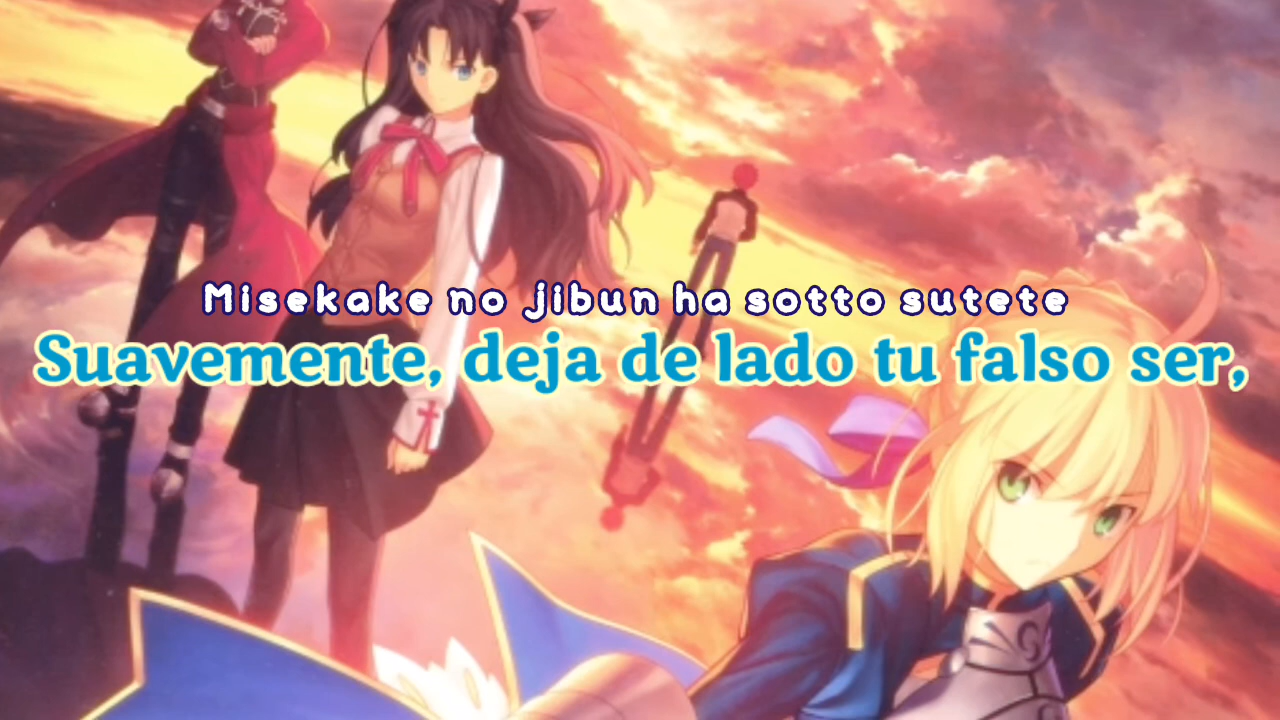 Misekake no jibun ha sotto sutete
Suavemente, deja de lado tu falso ser,